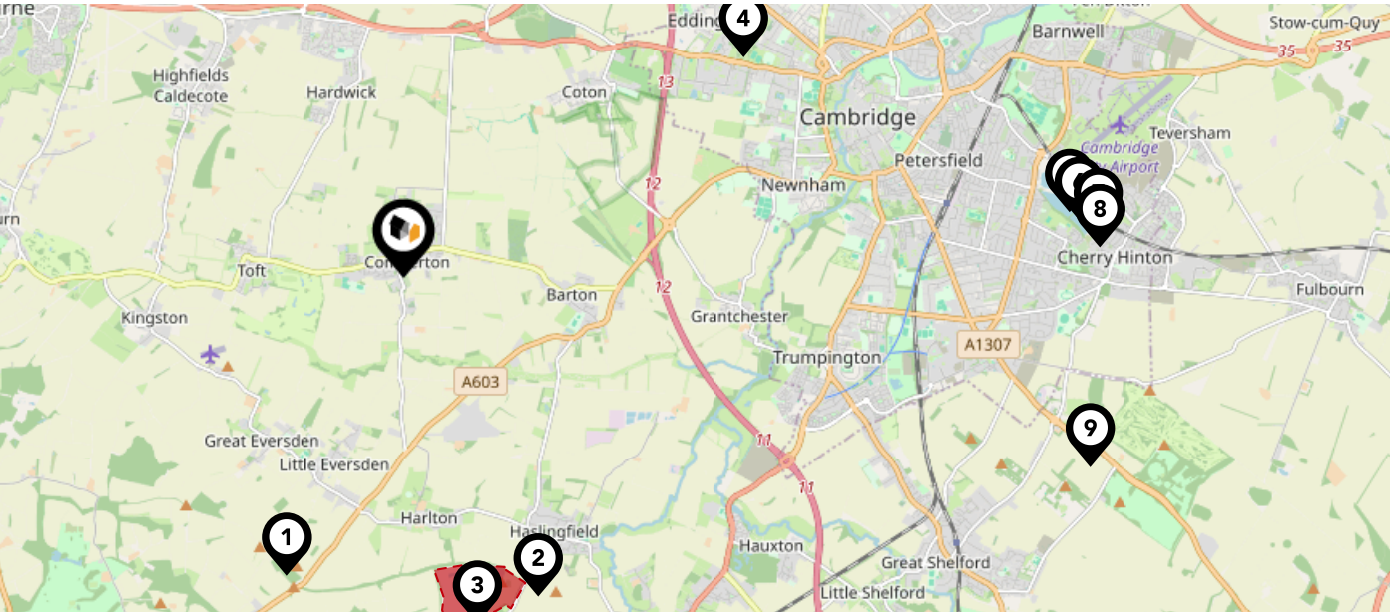 Edding
4
Barnwell
Stow-cum-Quy
35
35
Highfields
Caldecote
Hardwick
Coton
13
Cambridge
Teversham
Cambridge
Airport
Petersfield
12
Newnham
8
Cherry Hinton
Toft
12
Barton
Fulbourn
Kingston
Grantchester
Trumpington
A1307
A603
9
Great Eversden
Little Eversden
11
11
Harlton
Haslingfield
1
2
Hauxton
Great Shelford
3
Little Shelford